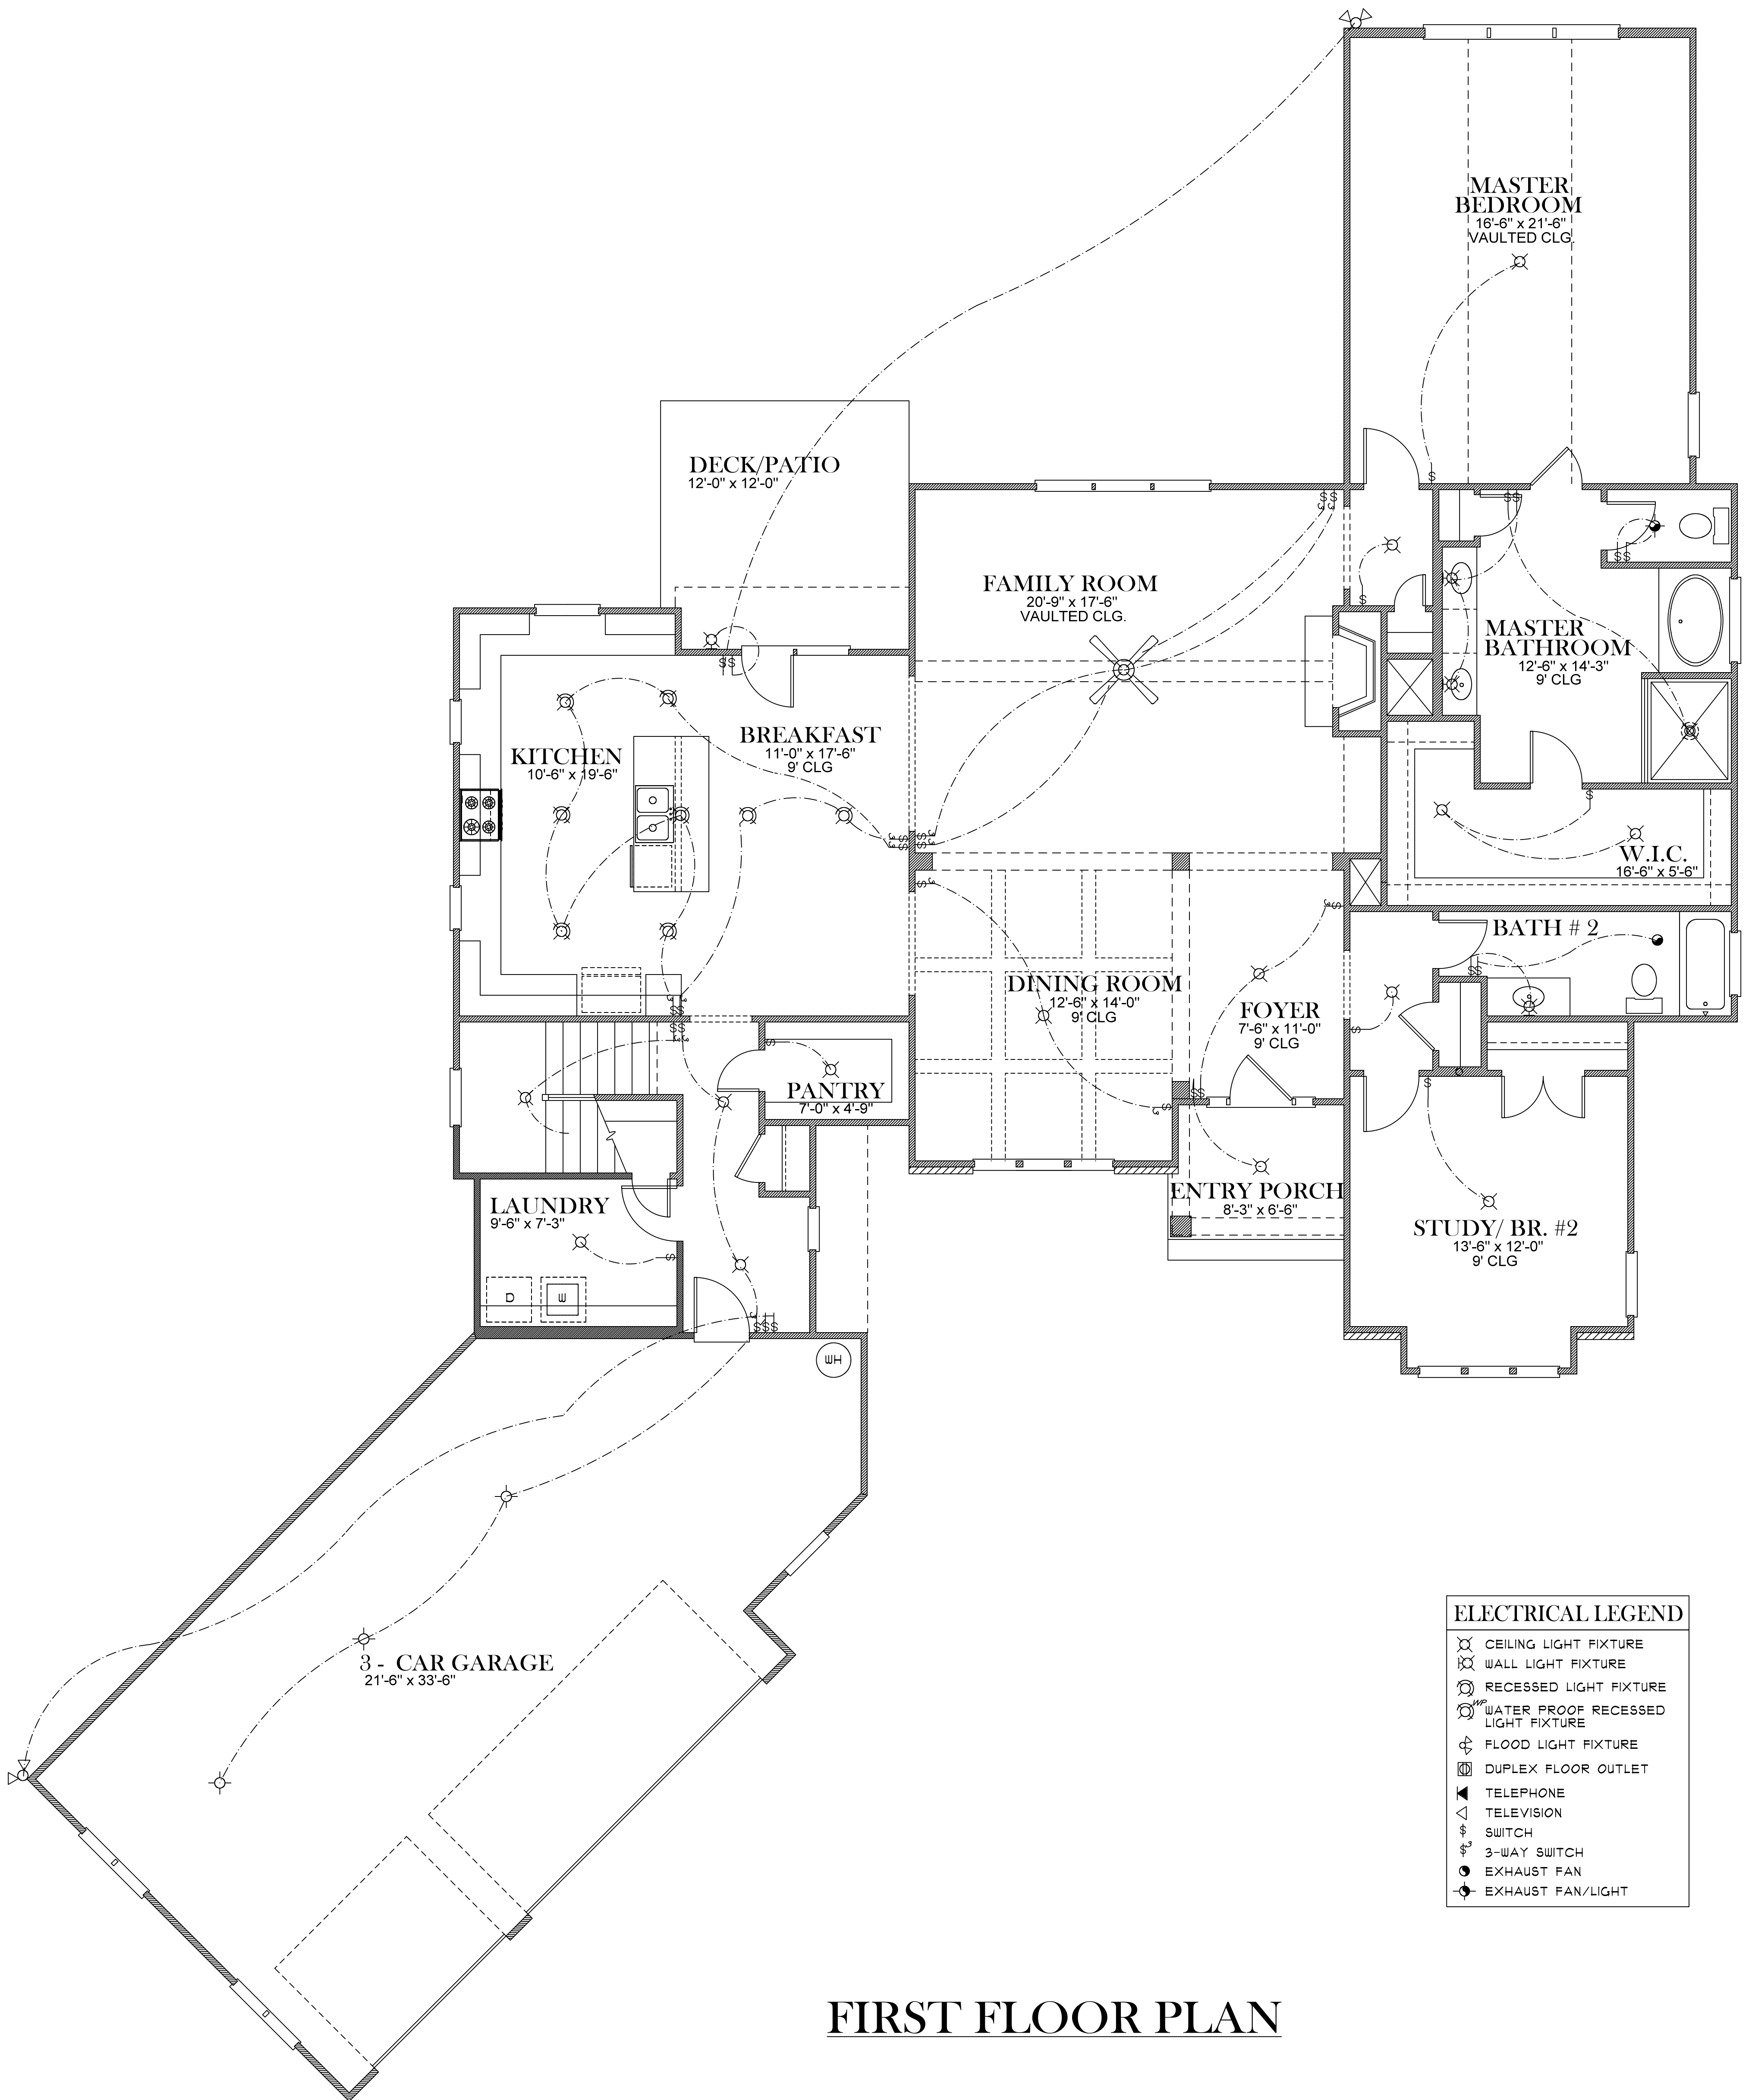 MASTER
BEDROOM
16'-6" x 21'-6"
VAULTED CLG.
DECK/PATIO
12'-0" x 12'-0"
FAMILY ROOM
20'-9" x 17'-6"
VAULTED CLG.
MASTER
BATHROOM
12'-6" x 14'-3"
9' CLG
BREAKFAST
11'-0" x 17'-6"
9' CLG
KITCHEN
10'-6" x 19'-6"
W.I.C.
16'-6" x 5'-6"
BATH # 2
DINING ROOM
12'-6" x 14'-0"
9' CLG
FOYER
7'-6" x 11'-0"
9' CLG
PANTRY
7'-0" x 4'-9"
ENTRY PORCH
8'-3" x 6'-6"
LAUNDRY
9'-6" x 7'-3"
STUDY/ BR. #2
13'-6" x 12'-0"
9' CLG
D
W
WH
3 - CAR GARAGE
21'-6" x 33'-6"
ELECTRICAL LEGEND
CEILING LIGHT FIXTURE
WALL LIGHT FIXTURE
RECESSED LIGHT FIXTURE
WP WATER PROOF RECESSED
LIGHT FIXTURE
FLOOD LIGHT FIXTURE
DUPLEX FLOOR OUTLET
TELEPHONE
TELEVISION
$ SWITCH
$3 3-WAY SWITCH
EXHAUST FAN
EXHAUST FAN/LIGHT
FIRST FLOOR PLAN